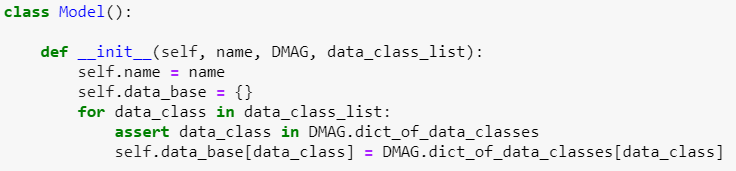 class Model():
    def __init__(self, name, DMAG, data_class_list):
        self.name = name
        self.data_base = {}
        for data_class in data_class_list:
            assert data_class in DMAG.dict_of_data_classes
            self.data_base[data_class] = DMAG.dict_of_data_classes[data_class]